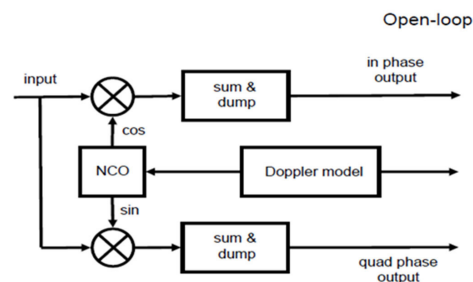 Open-loop
input
in phase
output
sum &
dump
cos
NCO
Doppler model
sin
sum &
dump
quad phase
output